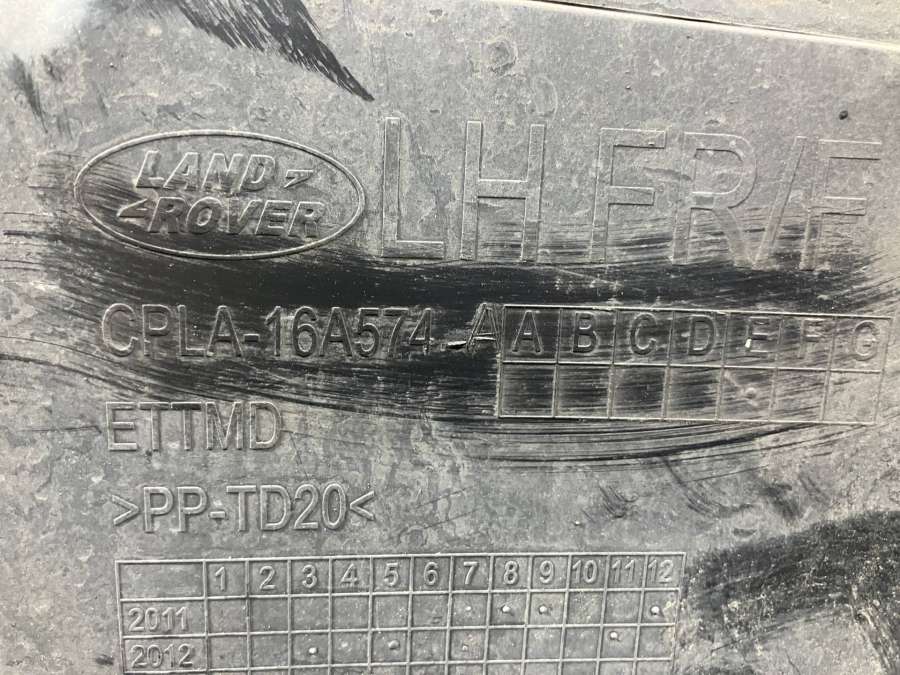 LAND
ROVER
LH FR/F
CPLA-16A574-A A B C D E F G
ETTMD
>PP-TD20<
1 2 3 4 5 6 7 8 9 10 11 12
2011
2012